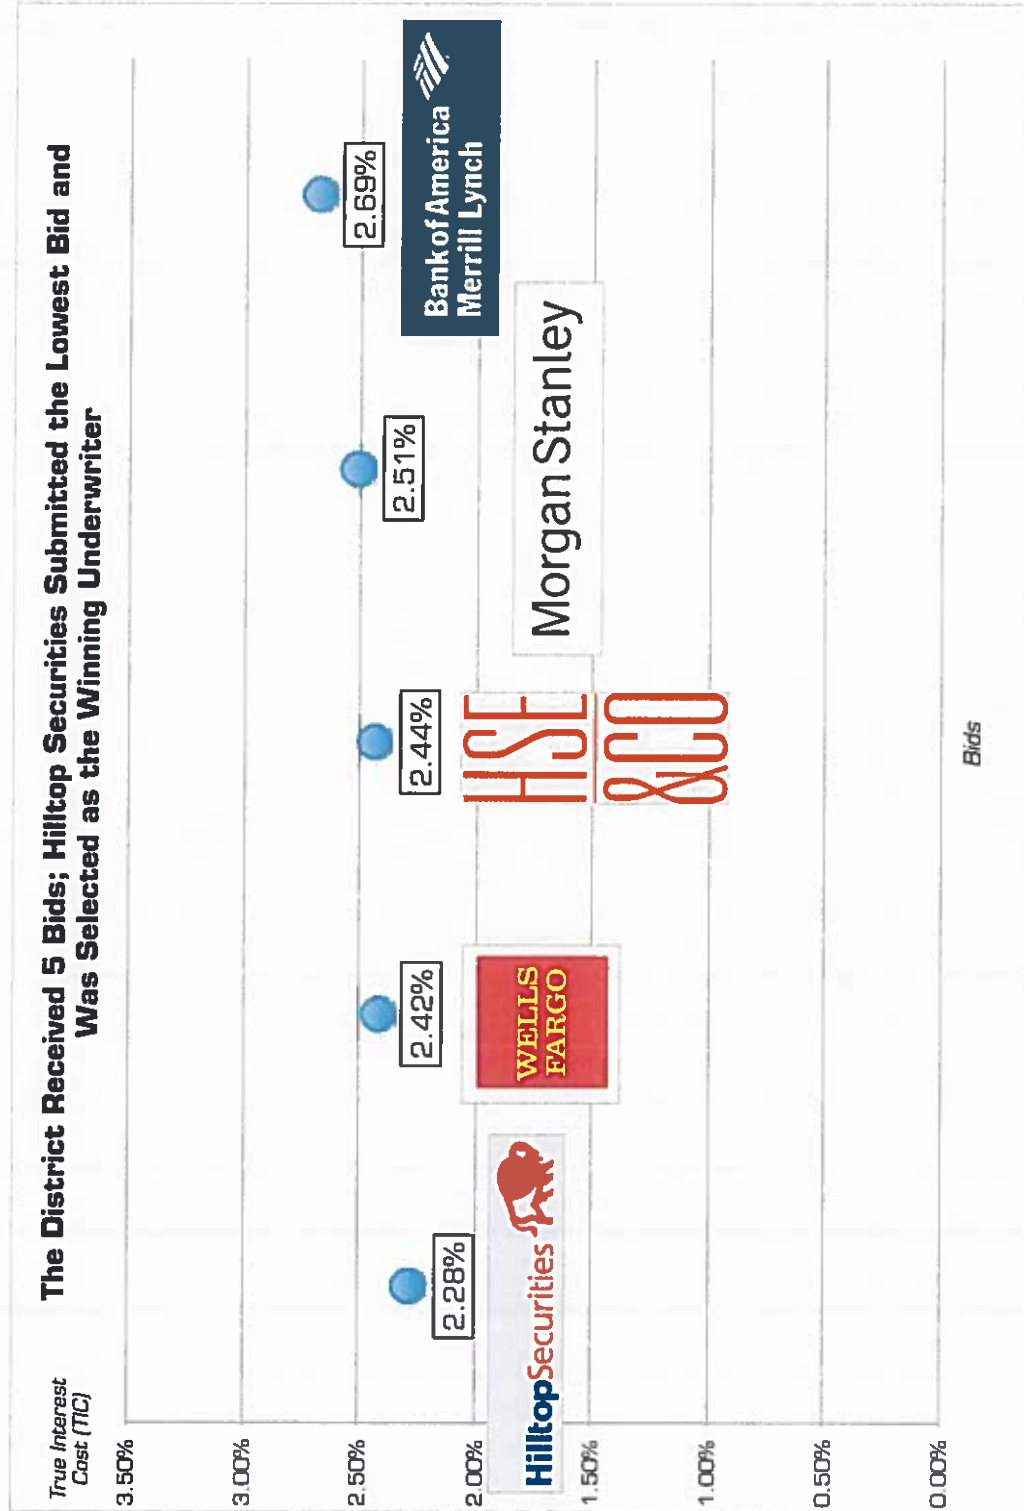 The District Received 5 Bids; Hilltop Securities Submitted the Lowest Bid and
Was Selected as the Winning Underwriter
True Interest
Cost (TIC)
3.50%
3.00%
2.50%
2.00%
1.50%
1.00%
0.50%
0.00%
2.28%
2.42%
2.44%
2.51%
2.69%
HilltopSecurities
WELLS
FARGO
HSE
&CO
Morgan Stanley
Bank of America
Merrill Lynch
Bids